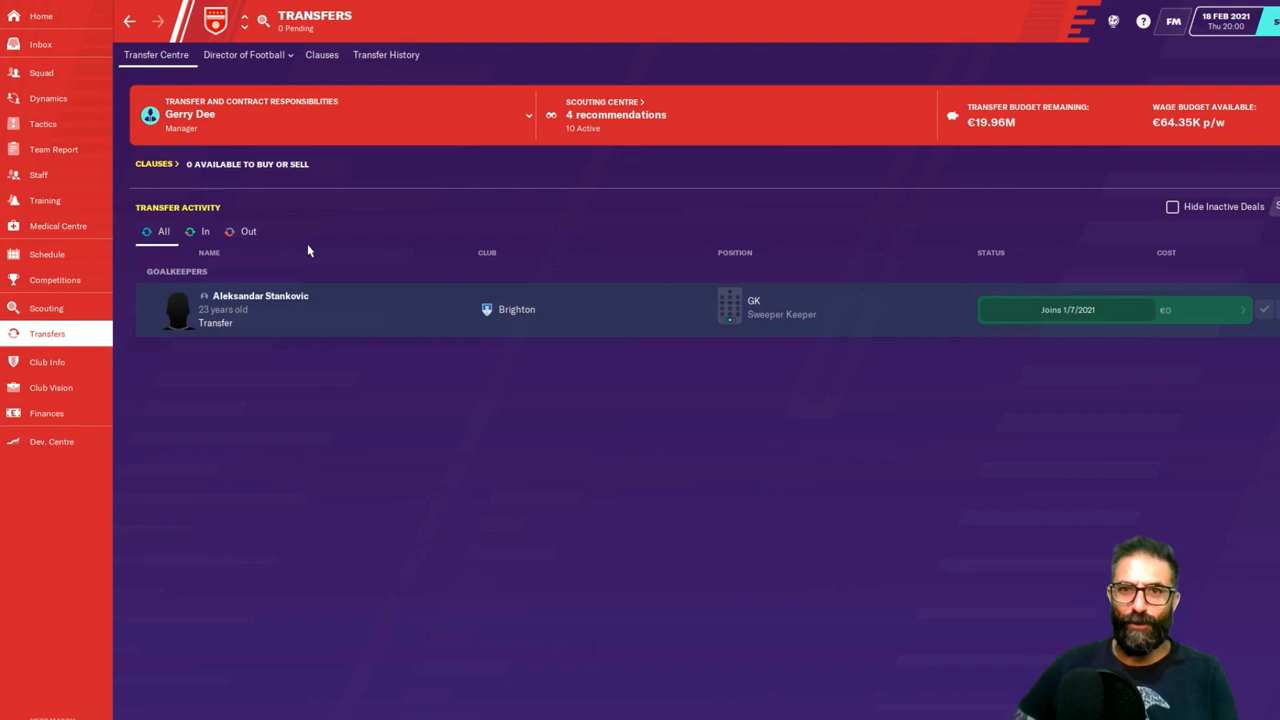 Home
Inbox
Squad
Dynamics
Tactics
Team Report
Staff
Training
Medical Centre
Schedule
Competitions
Scouting
Transfers
Club Info
Club Vision
Finances
Dev. Centre
TRANSFERS
0 Pending
FM
18 FEB 2021
Thu 20:00
Transfer Centre
Director of Football
Clauses
Transfer History
TRANSFER AND CONTRACT RESPONSIBILITIES
Gerry Dee
Manager
SCOUTING CENTRE >
4 recommendations
10 Active
TRANSFER BUDGET REMAINING:
€19.96M
WAGE BUDGET AVAILABLE:
€64.35K p/w
CLAUSES > 0 AVAILABLE TO BUY OR SELL
TRANSFER ACTIVITY
Hide Inactive Deals
All
In
Out
NAME
CLUB
POSITION
STATUS
COST
GOALKEEPERS
Aleksandar Stankovic
23 years old
Transfer
Brighton
GK
Sweeper Keeper
Joins 1/7/2021
€0